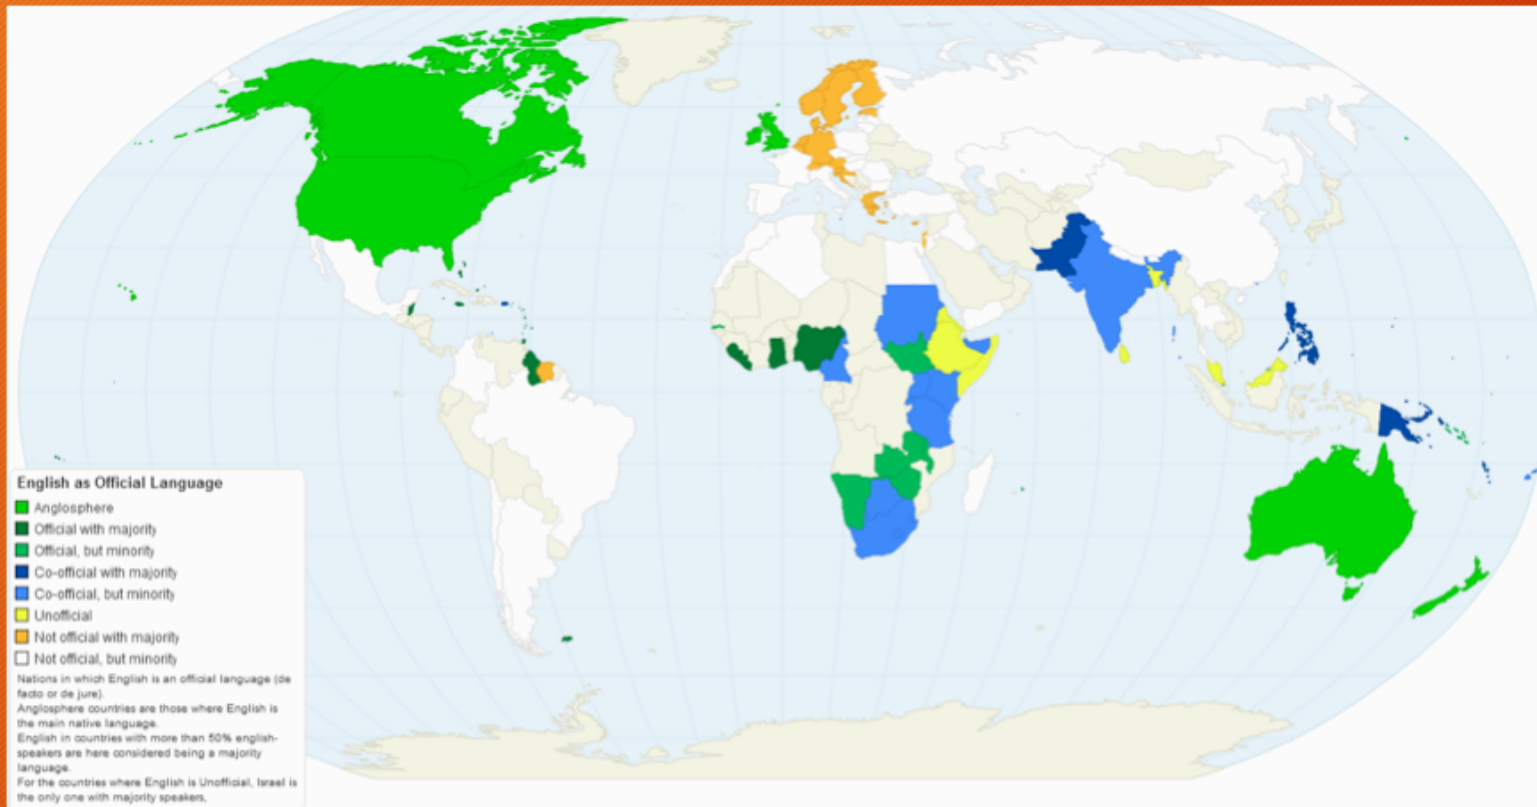 English as Official Language
Anglosphere
Official with majority
Official, but minority
Co-official with majority
Co-official, but minority
Unofficial
Not official with majority
Not official, but minority
Nations in which English is an official language (de
facto or de jure).
Anglosphere countries are those where English is
the main native language.
English in countries with more than 50% english-
speakers are here considered being a majority
language.
For the countries where English is Unofficial, Israel is
the only one with majority speakers,